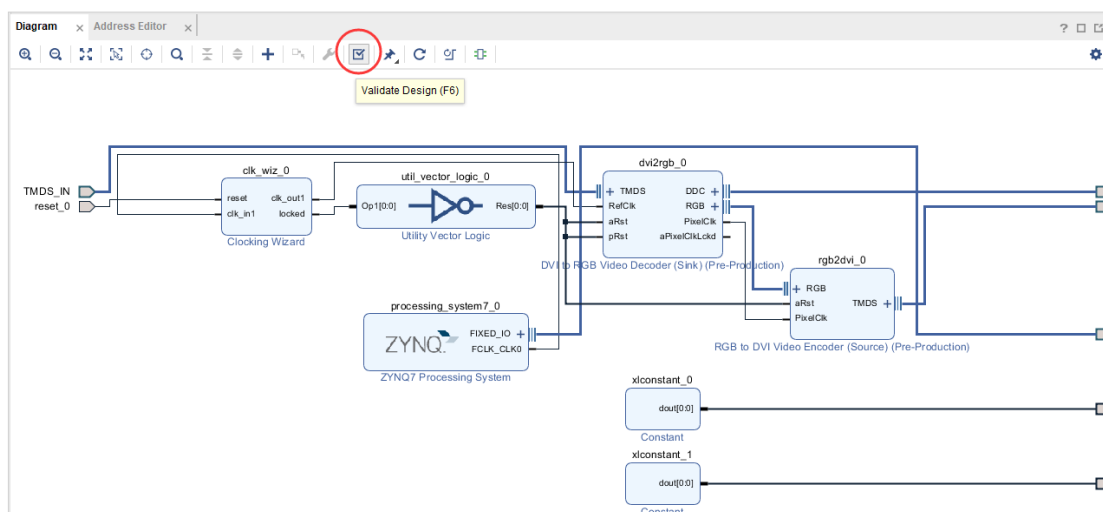 Diagram
Address Editor
Validate Design (F6)
TMDS_IN
reset_0
clk_wiz_0
reset
clk_in1
clk_out1
locked
Clocking Wizard
util_vector_logic_0
Op1[0:0]
Res[0:0]
Utility Vector Logic
dvi2rgb_0
TMDS
RefClk
aRst
pRst
DDC
RGB
PixelClk
aPixelClkLckd
DVI to RGB Video Decoder (Sink) (Pre-Production)
rgb2dvi_0
RGB
aRst
PixelClk
TMDS
RGB to DVI Video Encoder (Source) (Pre-Production)
processing_system7_0
ZYNQ
FIXED_IO
FCLK_CLK0
ZYNQ7 Processing System
xlconstant_0
dout[0:0]
Constant
xlconstant_1
dout[0:0]
Constant